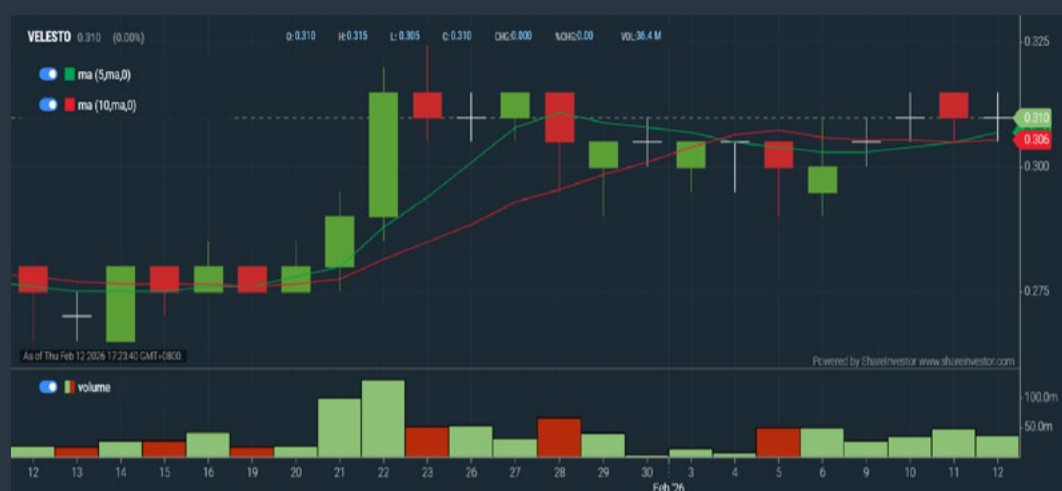 VELESTO 0.310 (0.00%) O: 0.310 H: 0.315 L: 0.305 C: 0.310 CHG: 0.000 %CHG: 0.00 VOL: 36.4 M
0.325
ma (5,ma,0)
ma (10,ma,0)
0.310
0.306
0.300
0.275
As of Thu Feb 12 2026 17:23:40 GMT+0800
Powered by ShareInvestor www.shareinvestor.com
volume
100.0m
50.0m
12 13 14 15 16 19 20 21 22 23 26 27 28 29 30 3 4 5 6 9 10 11 12
Feb '26